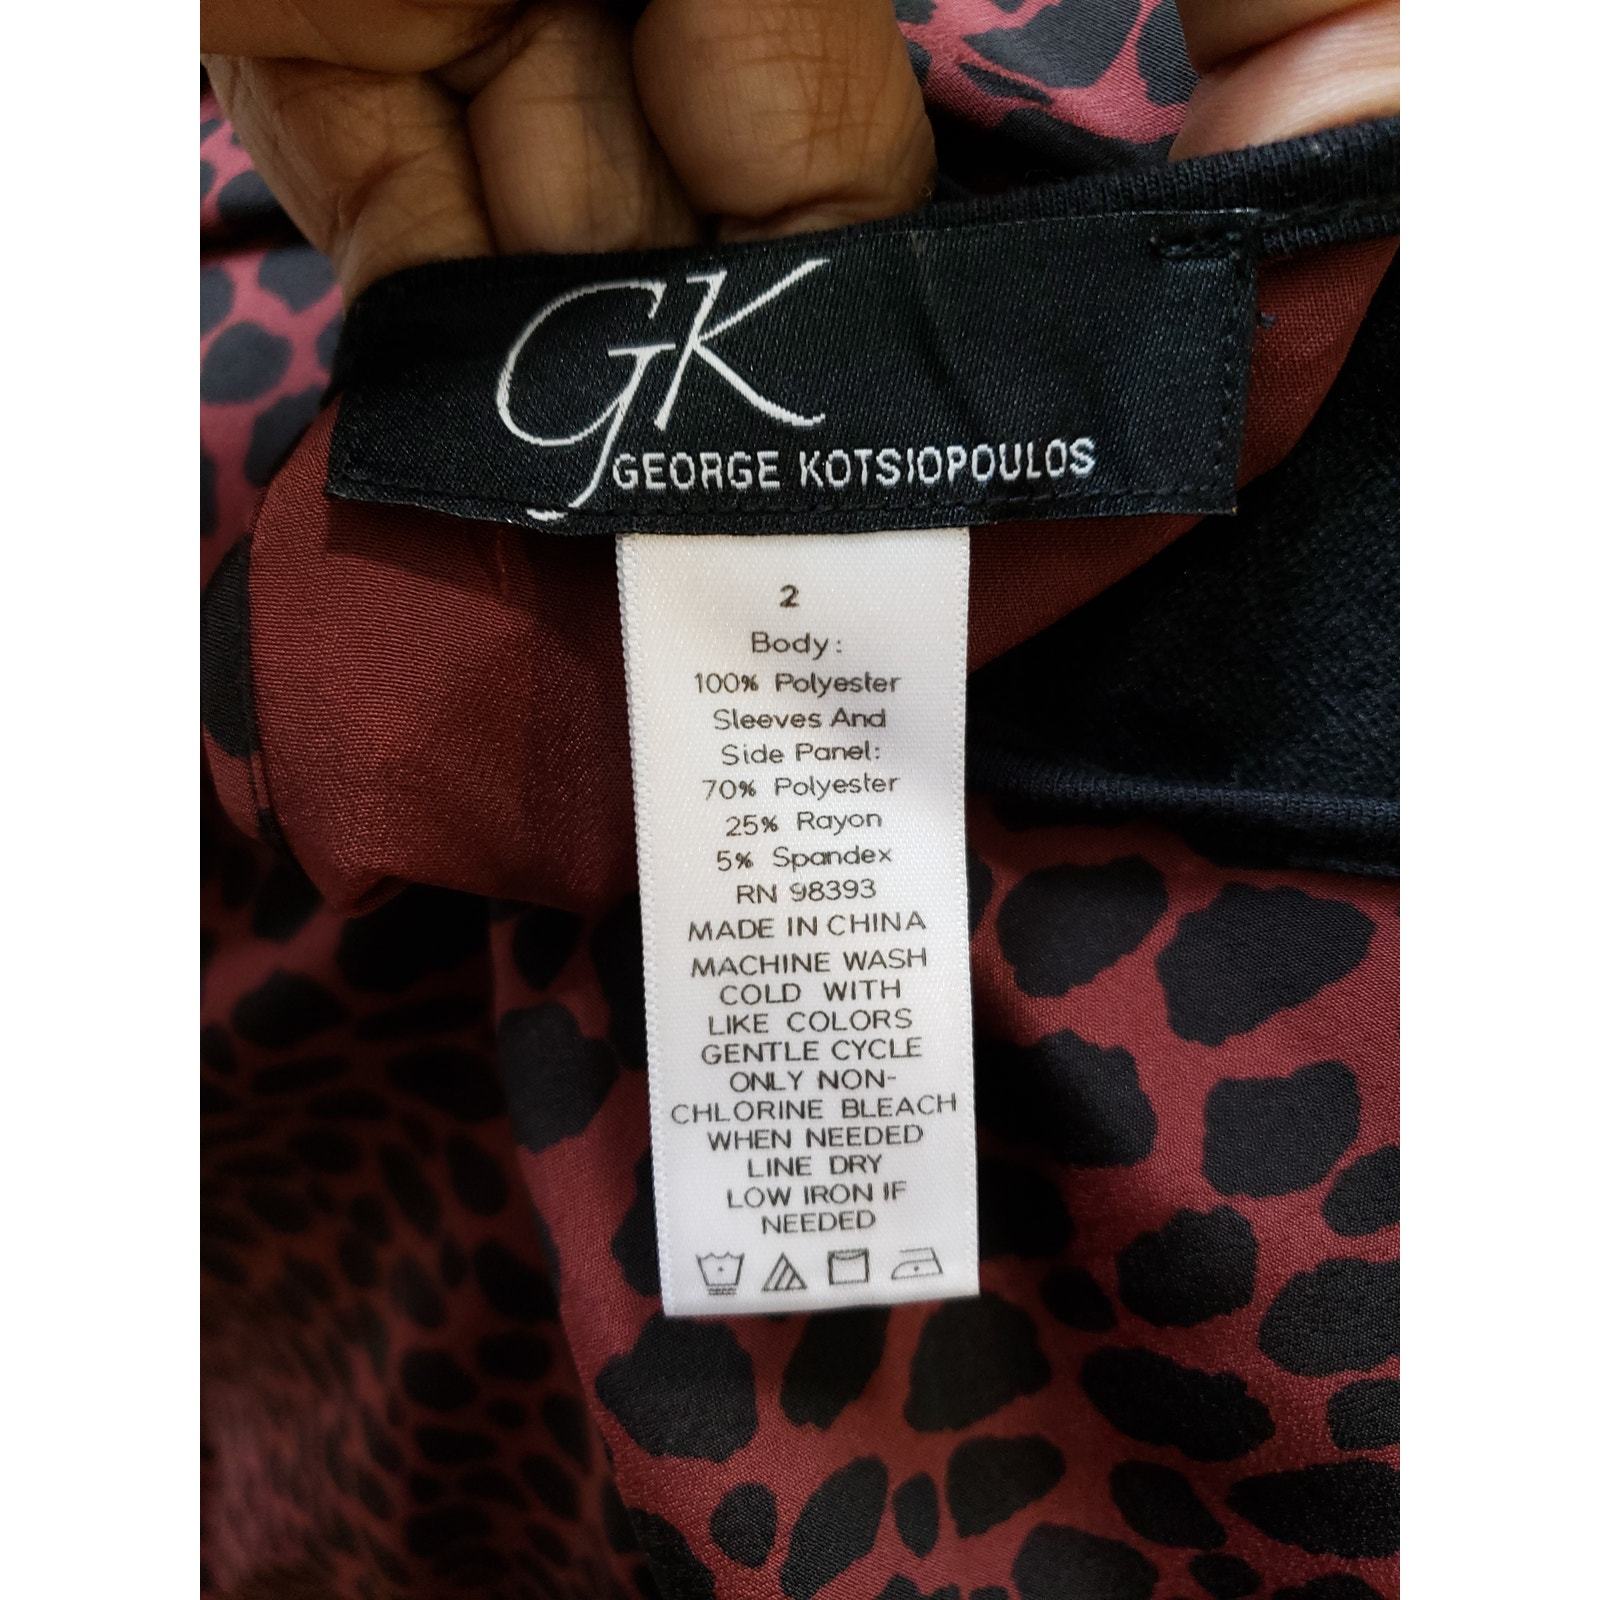 GK
GEORGE KOTSIOPOULOS
2
Body:
100% Polyester
Sleeves And
Side Panel:
70% Polyester
25% Rayon
5% Spandex
RN 98393
MADE IN CHINA
MACHINE WASH
COLD WITH
LIKE COLORS
GENTLE CYCLE
ONLY NON-
CHLORINE BLEACH
WHEN NEEDED
LINE DRY
LOW IRON IF
NEEDED